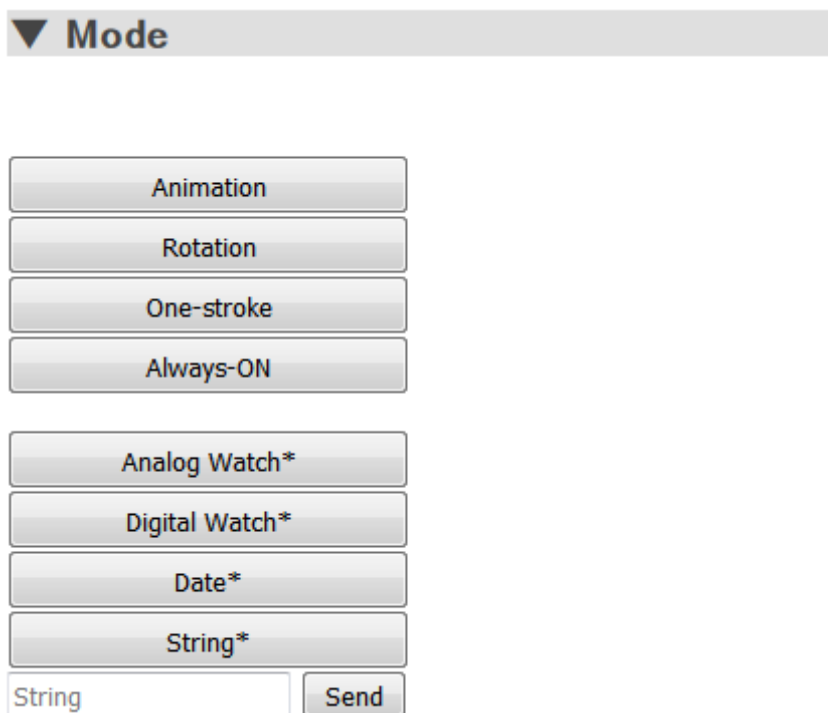 ▼ Mode
Animation
Rotation
One-stroke
Always-ON
Analog Watch*
Digital Watch*
Date*
String*
String Send